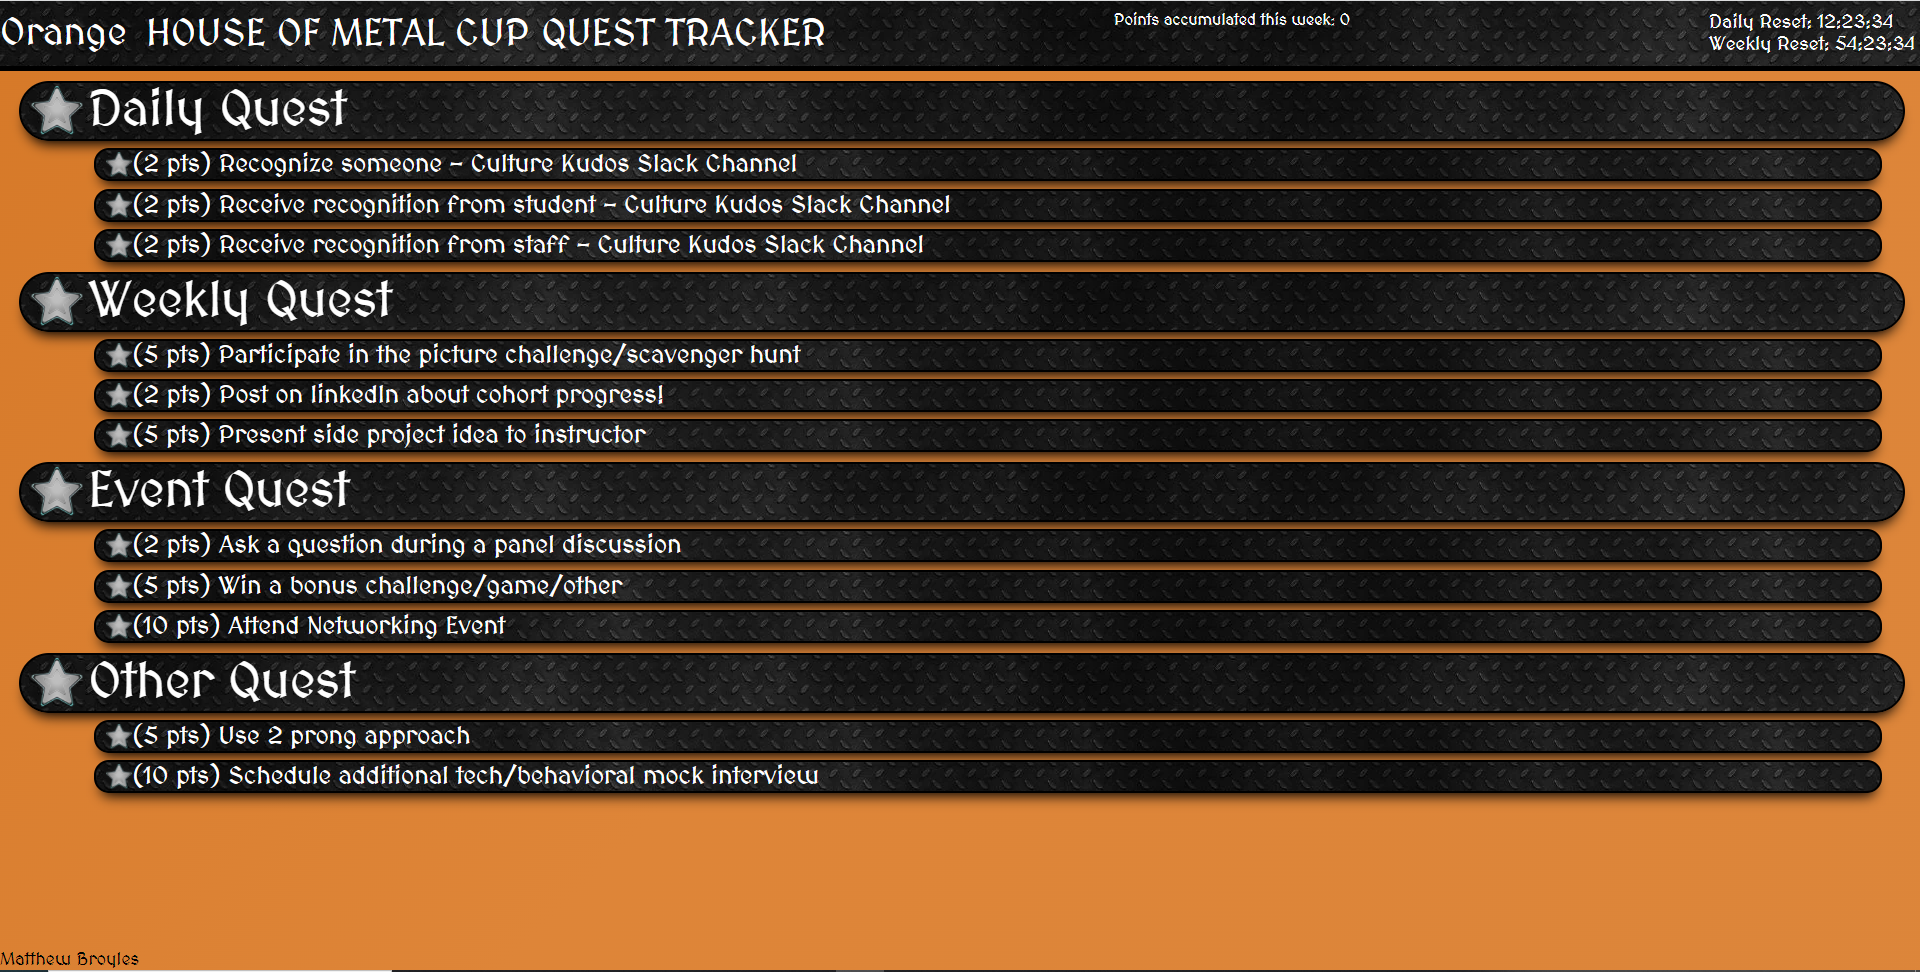 Orange HOUSE OF METAL CUP QUEST TRACKER
Points accumulated this week: 0
Daily Reset: 12:23:34
Weekly Reset: 54:23:34
Daily Quest
(2 pts) Recognize someone - Culture Kudos Slack Channel
(2 pts) Receive recognition from student - Culture Kudos Slack Channel
(2 pts) Receive recognition from staff - Culture Kudos Slack Channel
Weekly Quest
(5 pts) Participate in the picture challenge/scavenger hunt
(2 pts) Post on linkedIn about cohort progress!
(5 pts) Present side project idea to instructor
Event Quest
(2 pts) Ask a question during a panel discussion
(5 pts) Win a bonus challenge/game/other
(10 pts) Attend Networking Event
Other Quest
(5 pts) Use 2 prong approach
(10 pts) Schedule additional tech/behavioral mock interview
Matthew Broyles